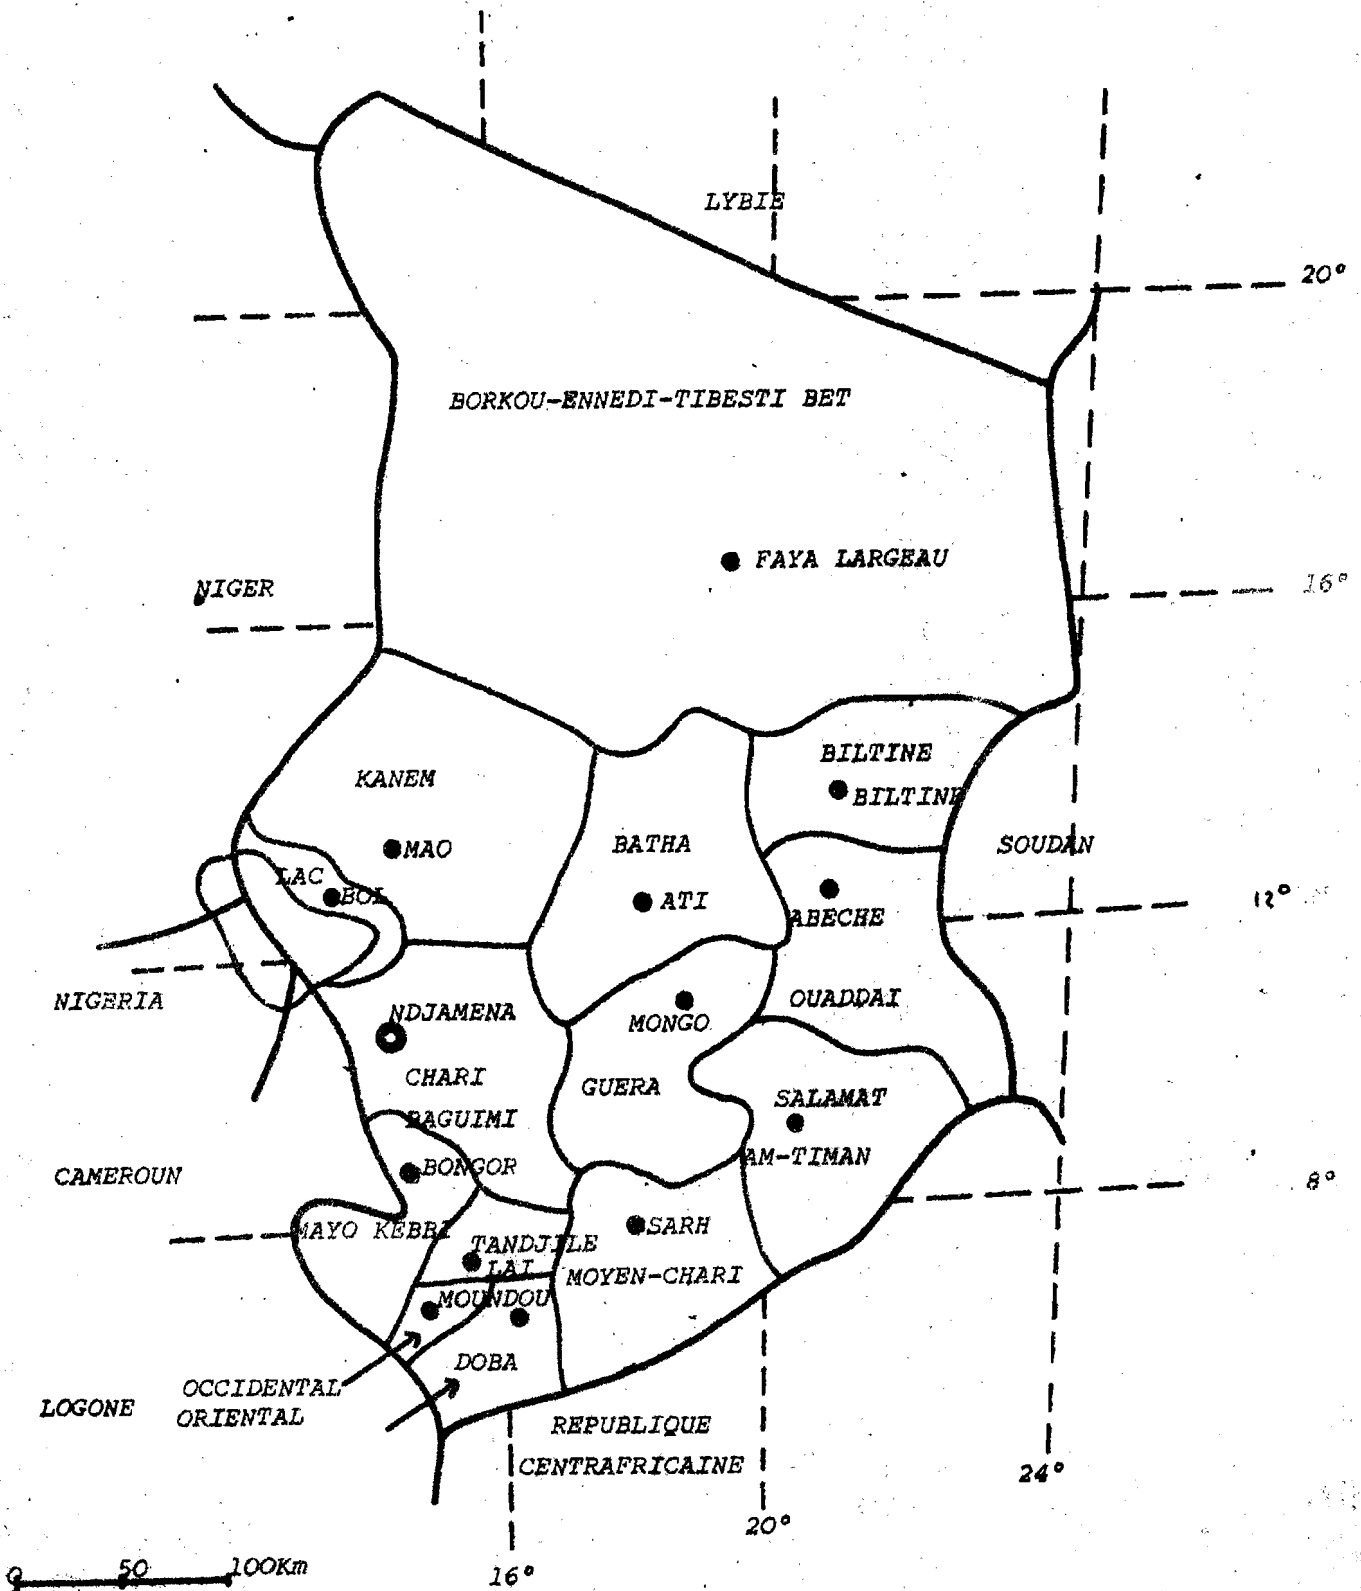 LYBIE
20°
BORKOU-ENNEDI-TIBESTI BET
FAYA LARGEAU
NIGER
16°
BILTINE
KANEM
BILTINE
BATHA
SOUDAN
MAO
LAC
BOL
ATI
ABECHE
12°
NIGERIA
OUADDAI
NDJAMENA
MONGO
CHARI
GUERA
SALAMAT
BAGUIMI
AM-TIMAN
CAMEROUN
BONGOR
8°
MAYO KEBBI
SARH
TANDJILE
LAI
MOYEN-CHARI
MOUNDOU
DOBA
OCCIDENTAL
LOGONE
ORIENTAL
REPUBLIQUE
CENTRAFRICAINE
24°
20°
0 50 100Km
16°